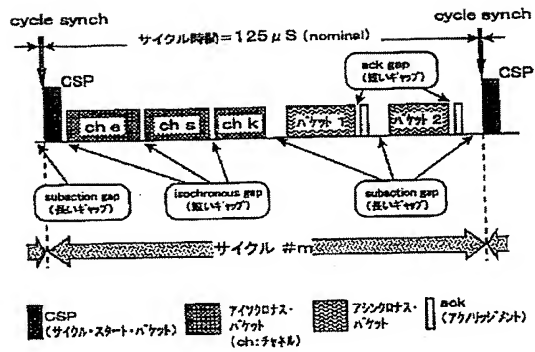 cycle synch
cycle synch
サイクル時間=125μS (nominal)
CSP
ack gap
(短いギャップ)
CSP
ch e
ch s
ch k
パケット 1
パケット 2
subaction gap
(長いギャップ)
isochronous gap
(短いギャップ)
subaction gap
(長いギャップ)
サイクル #m
CSP
(サイクル・スタート・パケット)
アイソクロナス・
パケット
(ch:チャネル)
アシンクロナス・
パケット
ack
(アクノリッジメント)